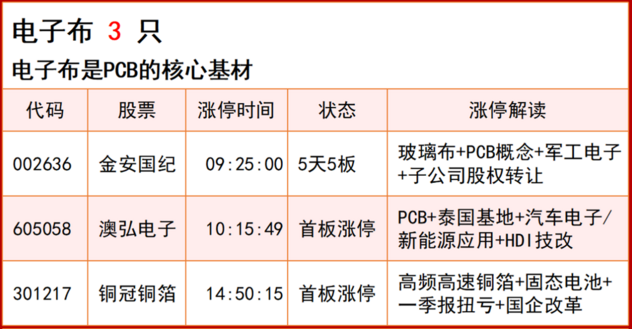 电子布 3 只
电子布是PCB的核心基材
代码 股票 涨停时间 状态 涨停解读
002636 金安国纪 09:25:00 5天5板 玻璃布+PCB概念+军工电子
+子公司股权转让
605058 澳弘电子 10:15:49 首板涨停 PCB+泰国基地+汽车电子/
新能源应用+HDI技改
301217 铜冠铜箔 14:50:15 首板涨停 高频高速铜箔+固态电池+
一季报扭亏+国企改革